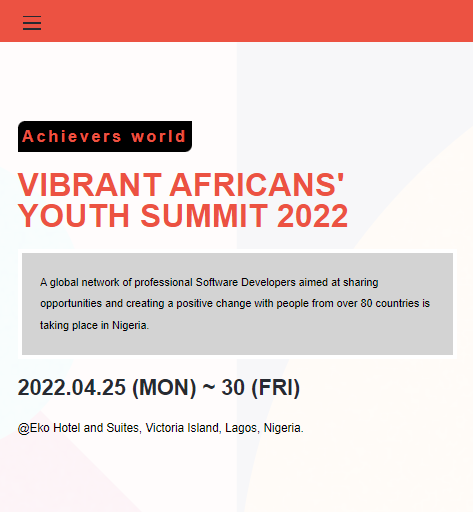 Achievers world
VIBRANT AFRICANS'
YOUTH SUMMIT 2022
A global network of professional Software Developers aimed at sharing
opportunities and creating a positive change with people from over 80 countries is
taking place in Nigeria.
2022.04.25 (MON) ~ 30 (FRI)
@Eko Hotel and Suites, Victoria Island, Lagos, Nigeria.